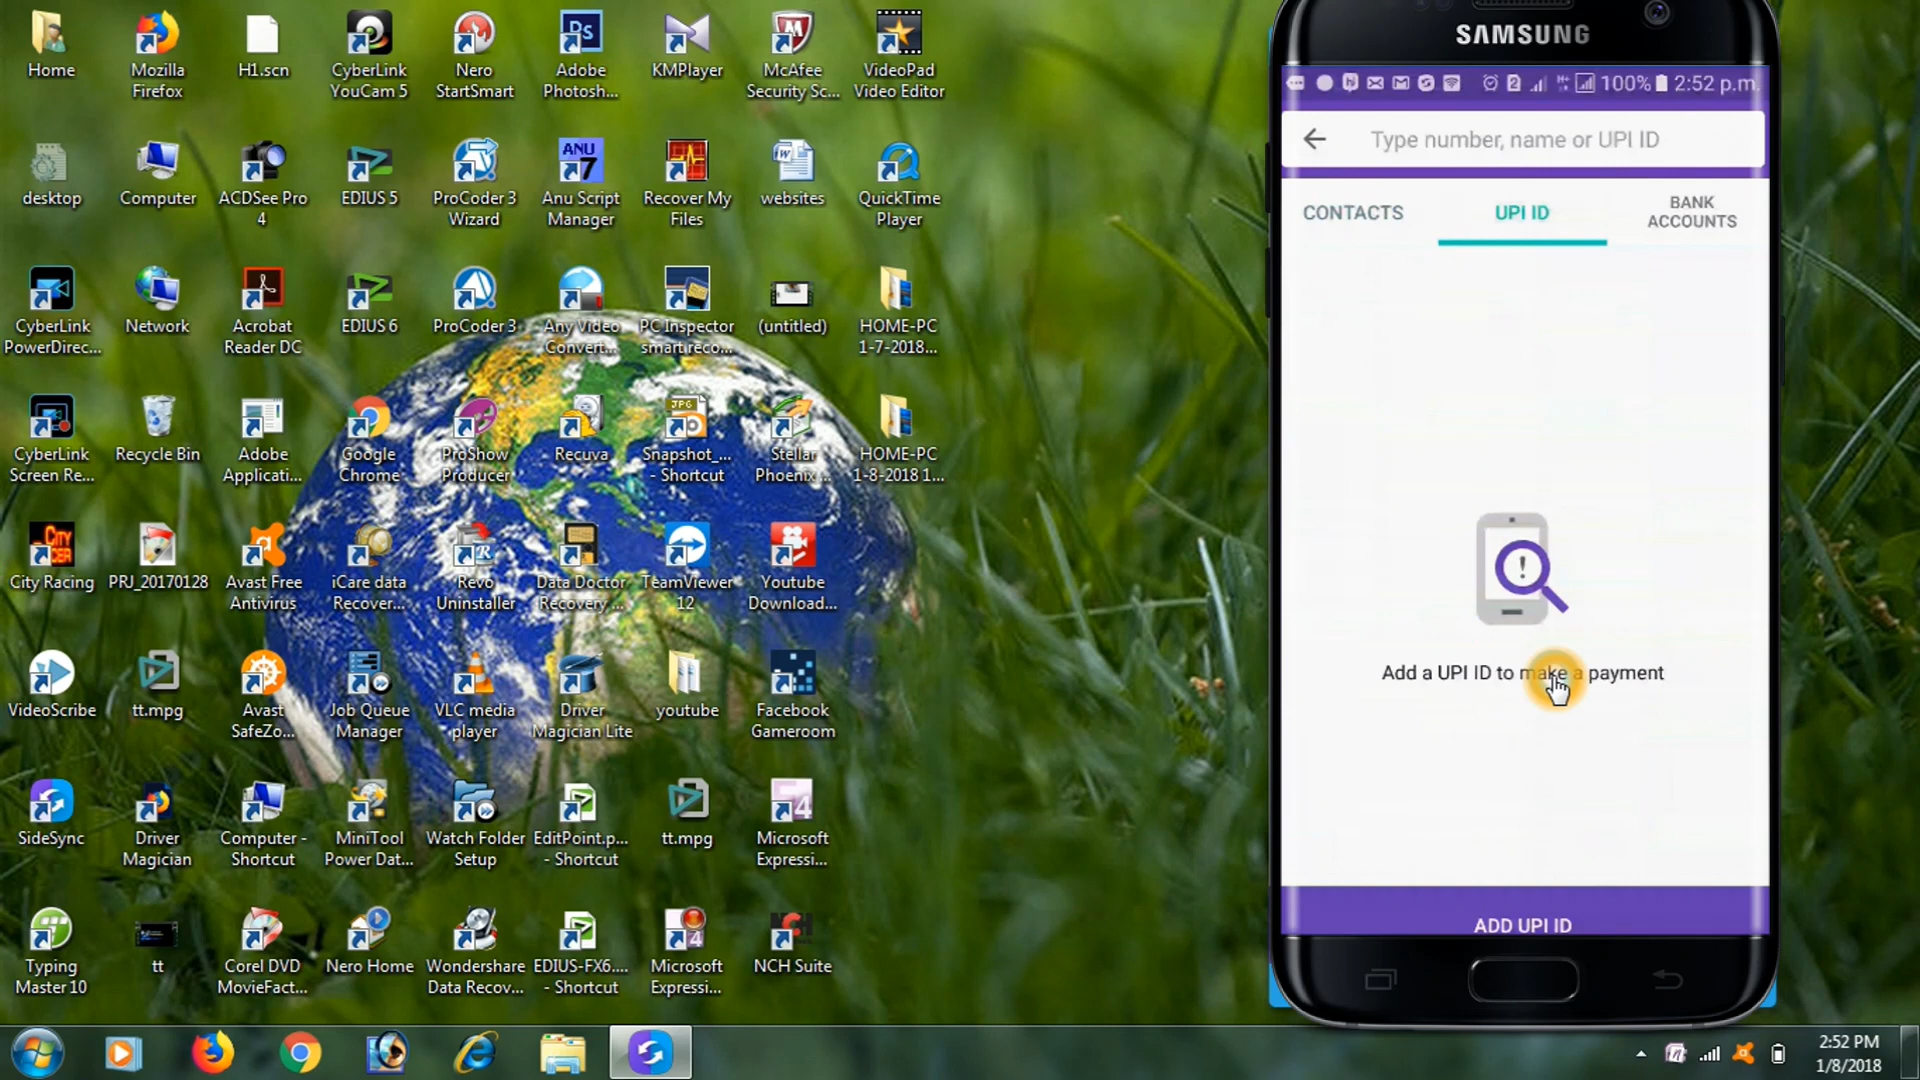 Home
Mozilla
Firefox
H1.scn
CyberLink
YouCam 5
Nero
StartSmart
Adobe
Photosh...
KMPlayer
McAfee
Security Sc...
VideoPad
Video Editor
desktop
Computer
ACDSee Pro
4
EDIUS 5
ProCoder 3
Wizard
Anu Script
Manager
Recover My
Files
websites
QuickTime
Player
CyberLink
PowerDirec...
Network
Acrobat
Reader DC
EDIUS 6
ProCoder 3
Any Video
Convert...
PC Inspector
smart reco...
(untitled)
HOME-PC
1-7-2018...
CyberLink
Screen Re...
Recycle Bin
Adobe
Applicati...
Google
Chrome
ProShow
Producer
Recuva
Snapshot_...
- Shortcut
Stellar
Phoenix ...
HOME-PC
1-8-2018 1...
City Racing
PRJ_20170128
Avast Free
Antivirus
iCare data
Recover...
Revo
Uninstaller
Data Doctor
Recovery ...
TeamViewer
12
Youtube
Download...
VideoScribe
tt.mpg
Avast
SafeZo...
Job Queue
Manager
VLC media
player
Driver
Magician Lite
youtube
Facebook
Gameroom
SideSync
Driver
Magician
Computer -
Shortcut
MiniTool
Power Dat...
Watch Folder
Setup
EditPoint.p...
- Shortcut
tt.mpg
Microsoft
Expressi...
Typing
Master 10
tt
Corel DVD
MovieFact...
Nero Home
Wondershare
Data Recov...
EDIUS-FX6....
- Shortcut
Microsoft
Expressi...
NCH Suite
SAMSUNG
100% 2:52 p.m.
Type number, name or UPI ID
CONTACTS
UPI ID
BANK
ACCOUNTS
Add a UPI ID to make a payment
ADD UPI ID
2:52 PM
1/8/2018